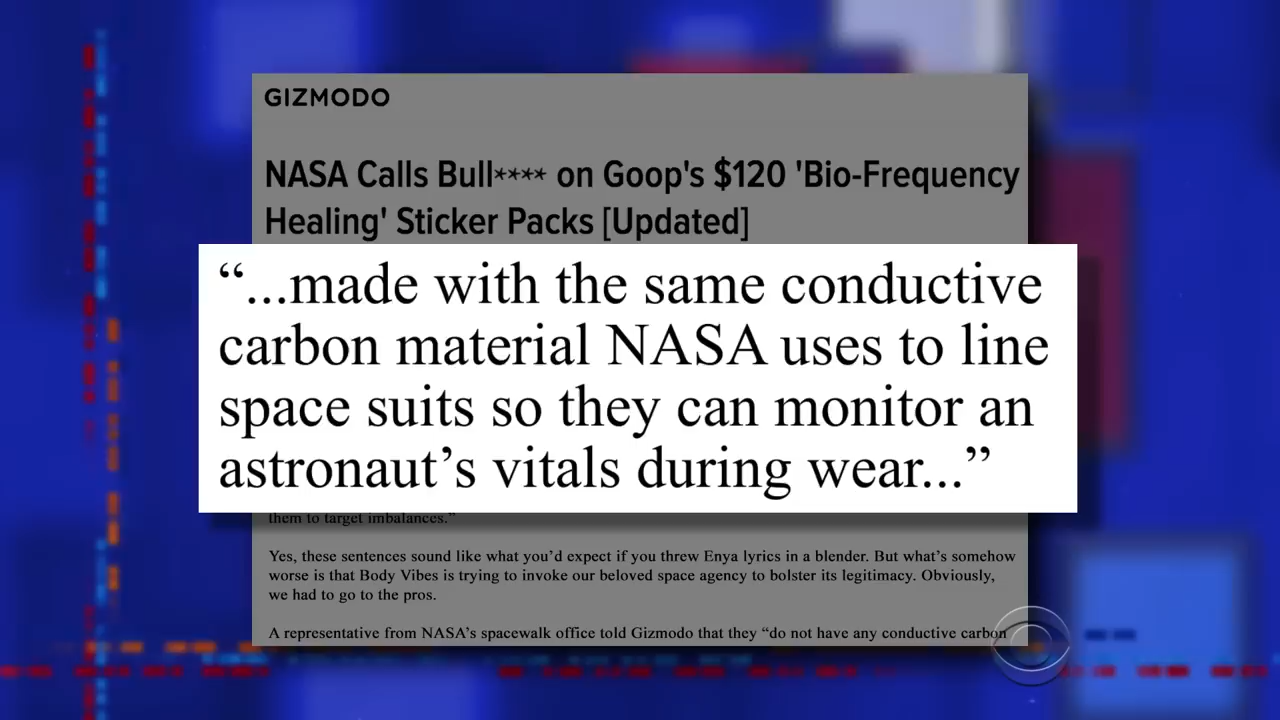 GIZMODO
NASA Calls Bull**** on Goop's $120 'Bio-Frequency
Healing' Sticker Packs [Updated]
“...made with the same conductive
carbon material NASA uses to line
space suits so they can monitor an
astronaut’s vitals during wear...”
them to target imbalances.”
Yes, these sentences sound like what you’d expect if you threw Enya lyrics in a blender. But what’s somehow
worse is that Body Vibes is trying to invoke our beloved space agency to bolster its legitimacy. Obviously,
we had to go to the pros.
A representative from NASA’s spacewalk office told Gizmodo that they “do not have any conductive carbon